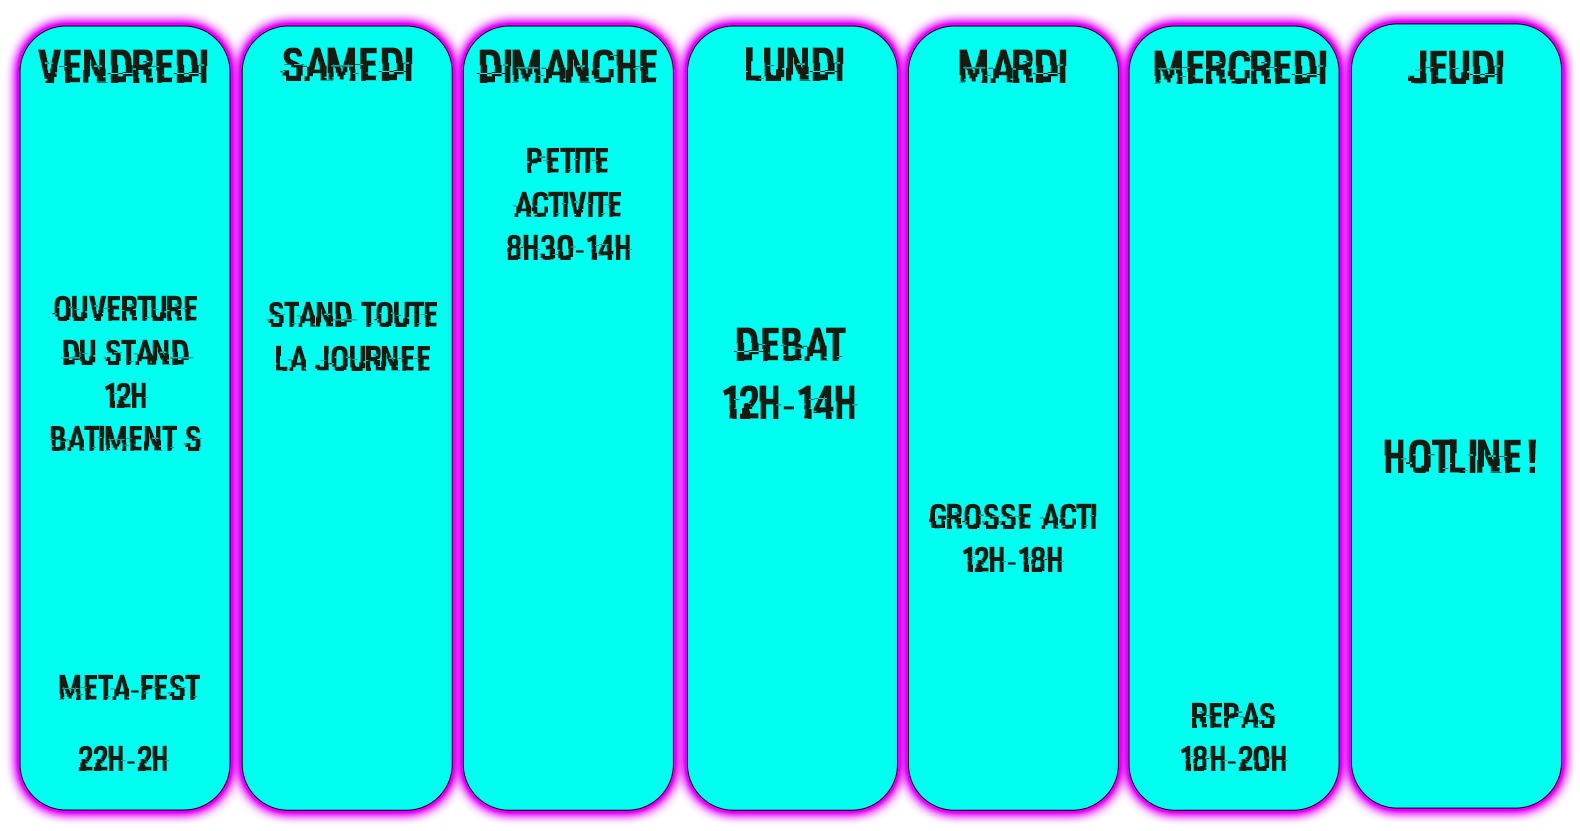 VENDREDI
OUVERTURE
DU STAND
12H
BATIMENT S
META-FEST
22H-2H
SAMEDI
STAND TOUTE
LA JOURNEE
DIMANCHE
PETITE
ACTIVITE
8H30-14H
LUNDI
DEBAT
12H-14H
MARDI
GROSSE ACTI
12H-18H
MERCREDI
REPAS
18H-20H
JEUDI
HOTLINE!